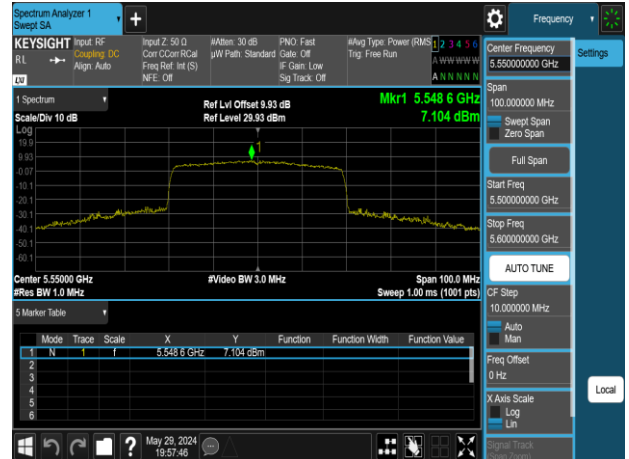 Spectrum Analyzer 1
Swept SA
+
Frequency
KEYSIGHT
RL
LXI
Input: RF
Coupling: DC
Align: Auto
Input Z: 50 Ω
Corr CCorr RCal
Freq Ref: Int (S)
NFE: Off
#Atten: 30 dB
µW Path: Standard
PNO: Fast
Gate: Off
IF Gain: Low
Sig Track: Off
#Avg Type: Power (RMS
Trig: Free Run
1 2 3 4 5 6
A W W W W W
A N N N N N
1 Spectrum
Scale/Div 10 dB
Ref Lvl Offset 9.93 dB
Ref Level 29.93 dBm
Mkr1 5.548 6 GHz
7.104 dBm
Log
19.9
9.93
-0.07
-10.1
-20.1
-30.1
-40.1
-50.1
-60.1
1
Center 5.55000 GHz
#Video BW 3.0 MHz
Span 100.0 MHz
#Res BW 1.0 MHz
Sweep 1.00 ms (1001 pts)
5 Marker Table
Mode Trace Scale X Y Function Function Width Function Value
1 N 1 f 5.548 6 GHz 7.104 dBm
2
3
4
5
6
May 29, 2024
19:57:46
?
Center Frequency
5.550000000 GHz
Span
100.000000 MHz
Swept Span
Zero Span
Full Span
Start Freq
5.500000000 GHz
Stop Freq
5.600000000 GHz
AUTO TUNE
CF Step
10.000000 MHz
Auto
Man
Freq Offset
0 Hz
X Axis Scale
Log
Lin
Signal Track
(Span Zoom)
Settings
Local